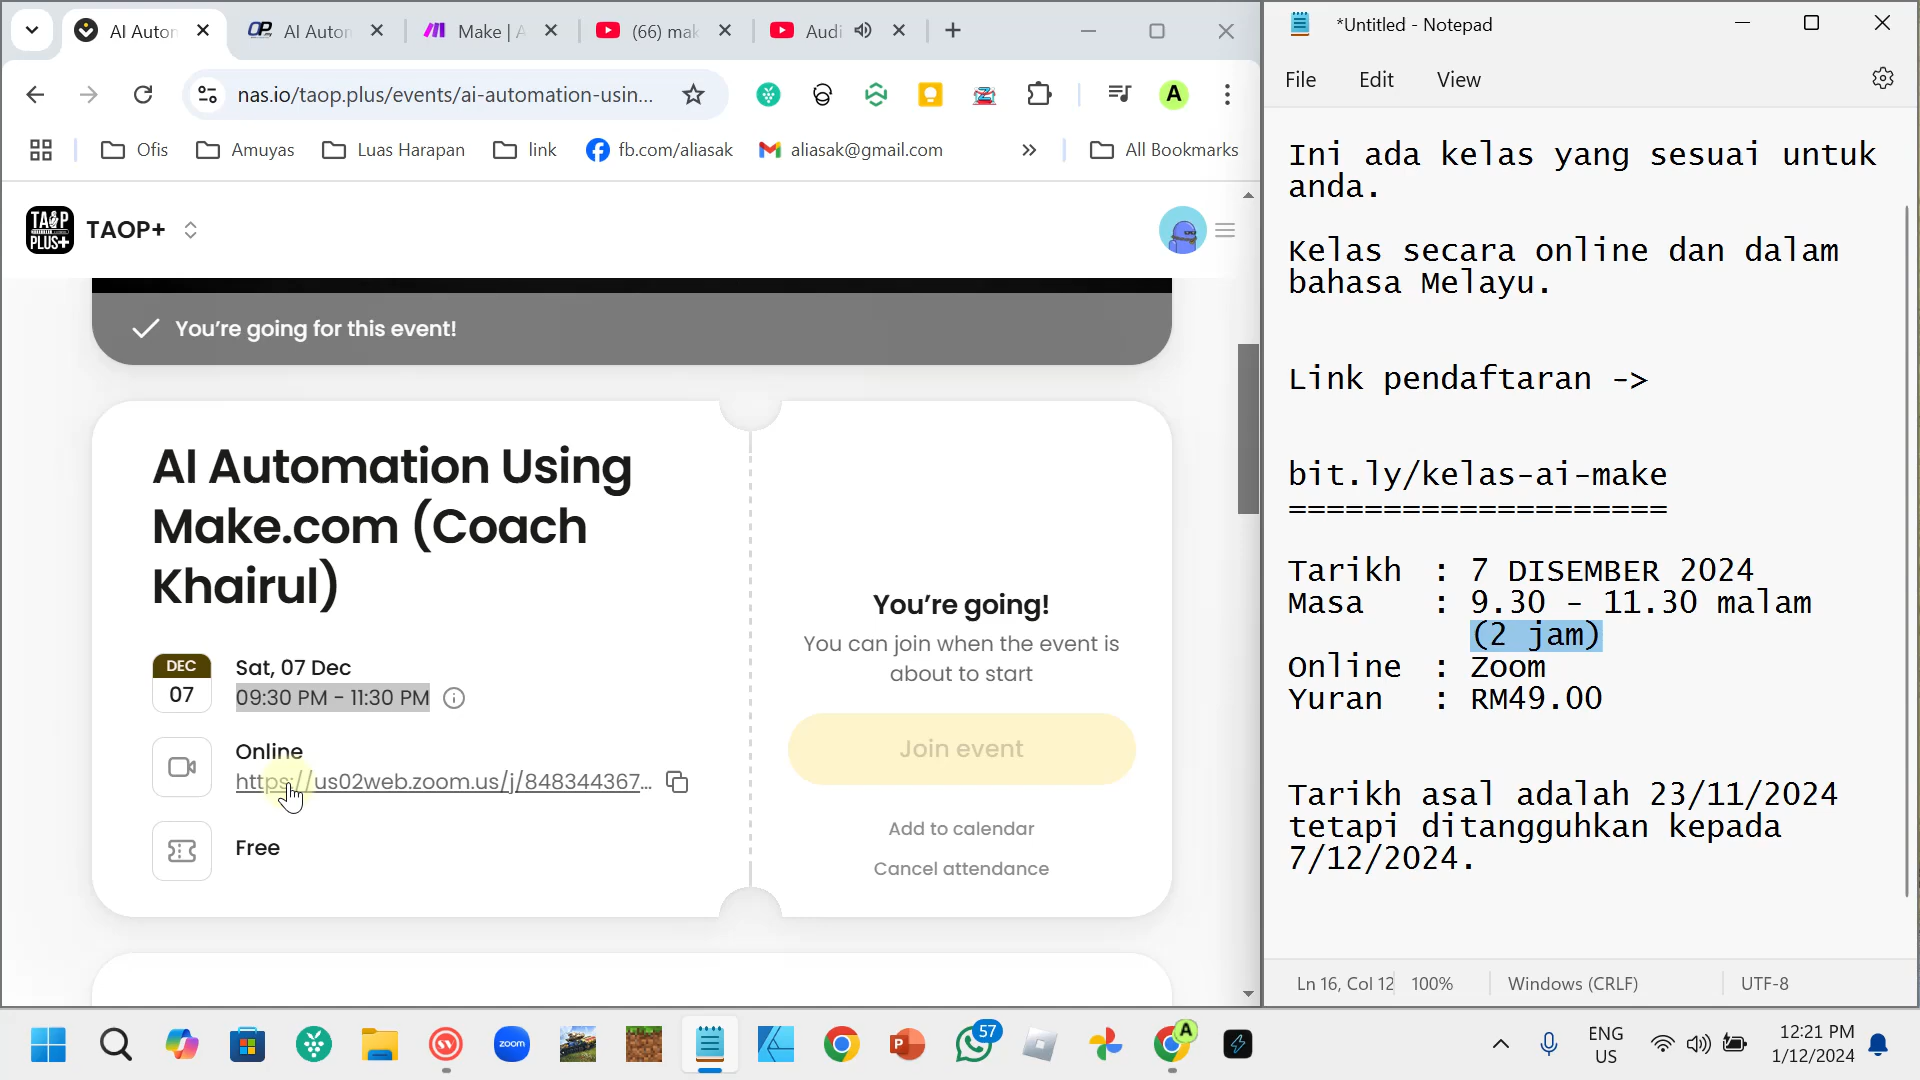 AI Auton
AI Autor
Make | A
(66) mak
Audi
nas.io/taop.plus/events/ai-automation-usin...
A
Ofis
Amuyas
Luas Harapan
link
fb.com/aliasak
aliasak@gmail.com
»
All Bookmarks
TAOP PLUS+
TAOP+
You're going for this event!
AI Automation Using
Make.com (Coach
Khairul)
DEC
07
Sat, 07 Dec
09:30 PM - 11:30 PM
Online
https://us02web.zoom.us/j/848344367...
Free
You're going!
You can join when the event is
about to start
Join event
Add to calendar
Cancel attendance
*Untitled - Notepad
File Edit View
Ini ada kelas yang sesuai untuk
anda.
Kelas secara online dan dalam
bahasa Melayu.
Link pendaftaran ->
bit.ly/kelas-ai-make
====================
Tarikh : 7 DISEMBER 2024
Masa : 9.30 - 11.30 malam
(2 jam)
Online : Zoom
Yuran : RM49.00
Tarikh asal adalah 23/11/2024
tetapi ditangguhkan kepada
7/12/2024.
Ln 16, Col 12
100%
Windows (CRLF)
UTF-8
zoom
P
57
A
ENG
US
12:21 PM
1/12/2024